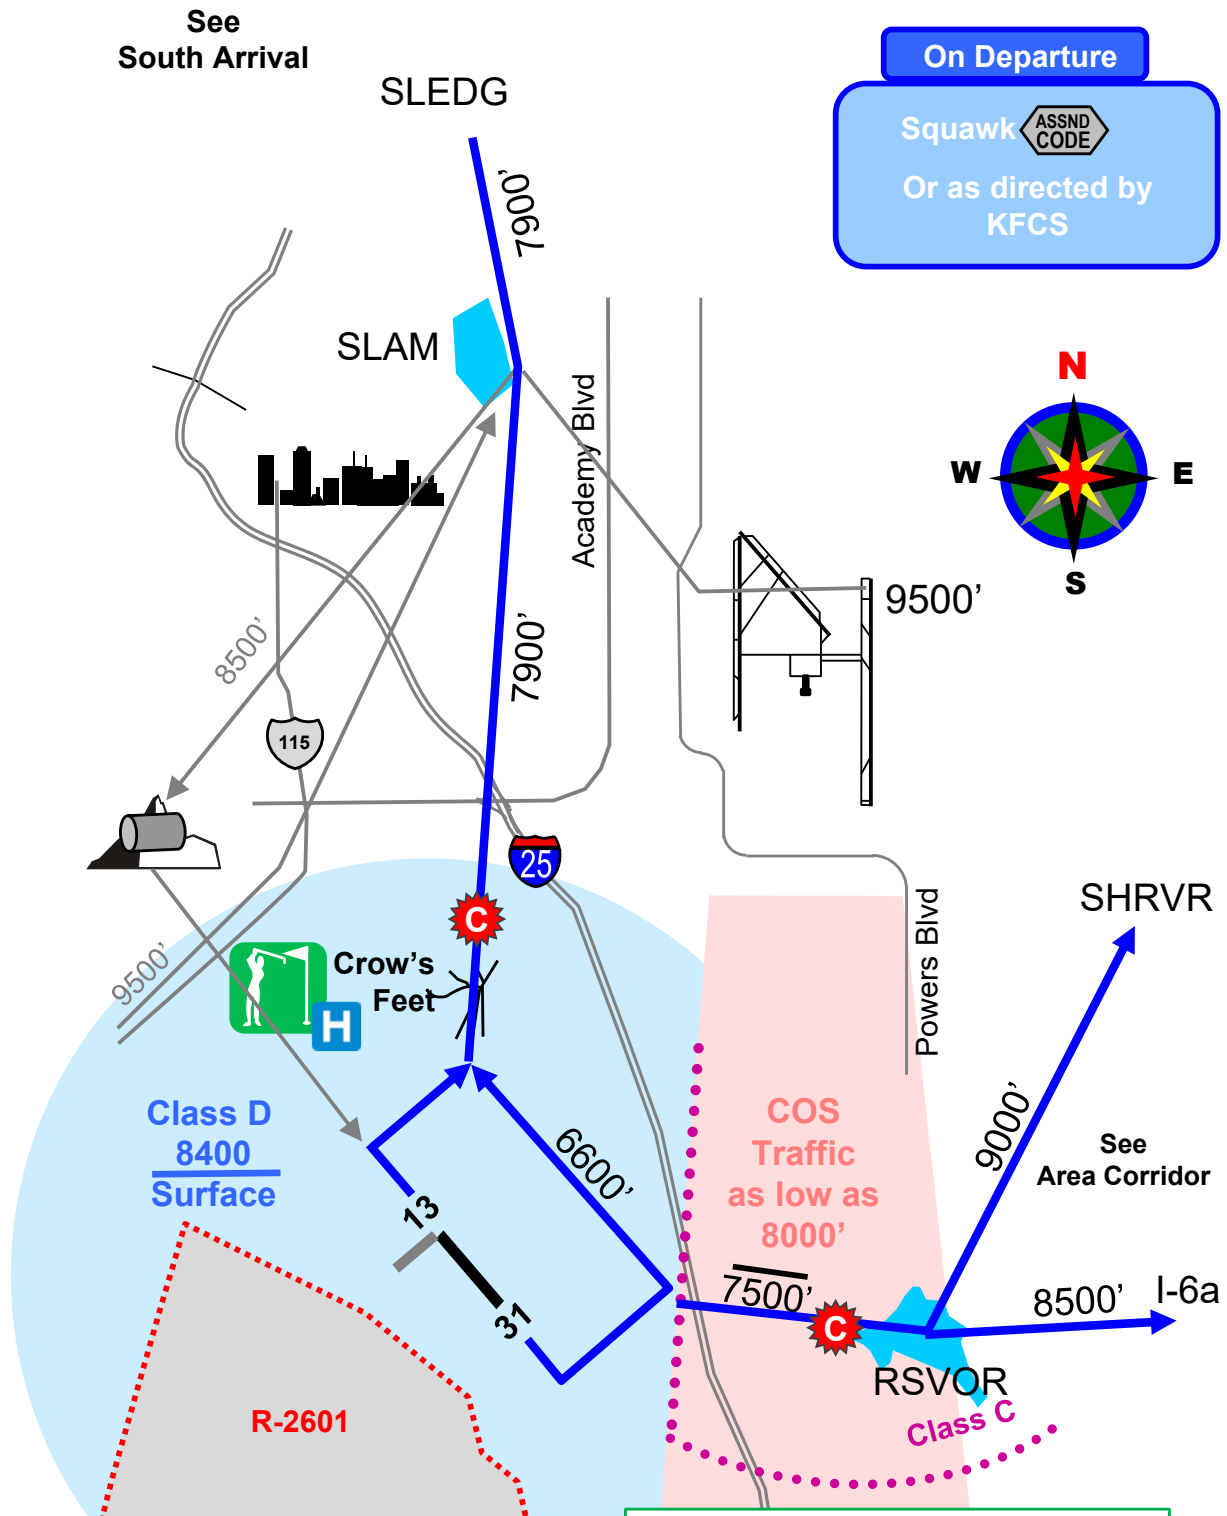 See
South Arrival
On Departure
SLEDG
Squawk ASSND CODE
Or as directed by
KFCS
7900’
SLAM
N
Academy Blvd
W
E
S
9500’
8500’
7900’
115
25
SHRVR
C
Crow’s
Feet
9500’
H
Powers Blvd
Class D
8400
Surface
COS
Traffic
as low as
8000’
9000’
See
Area Corridor
6600’
13
31
7500’
C
8500’
I-6a
RSVOR
Class C
R-2601